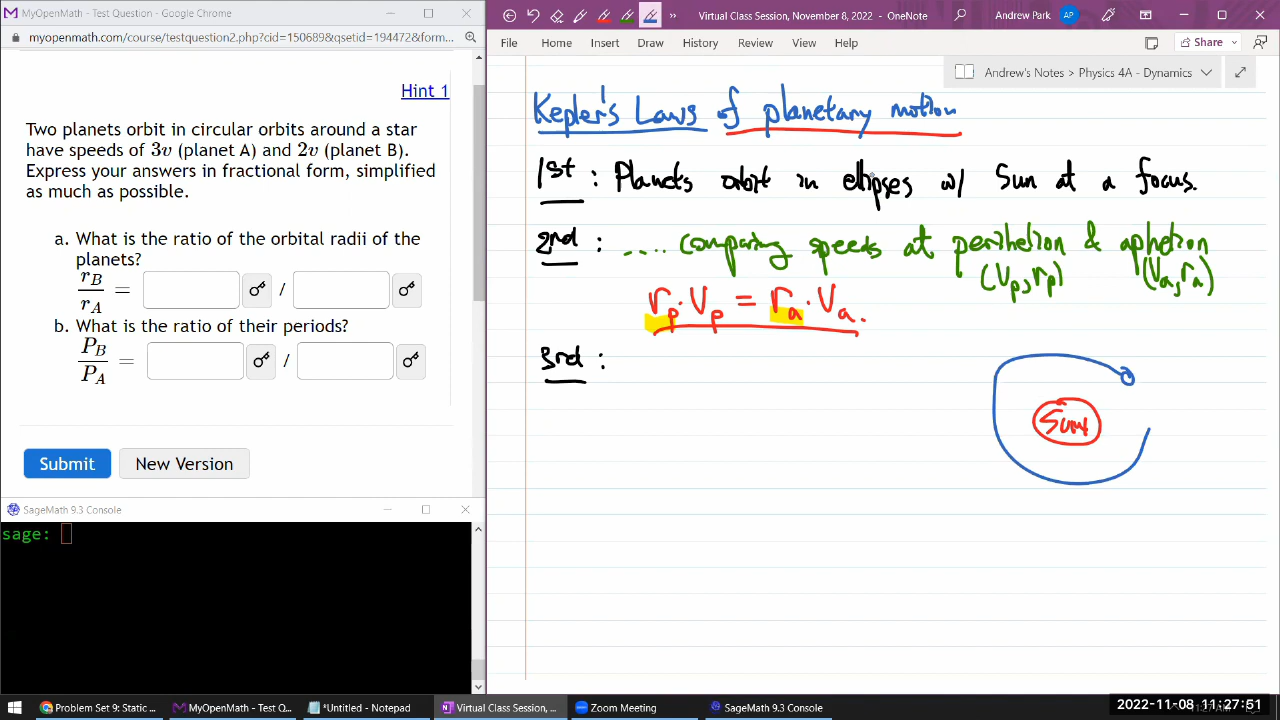 MyOpenMath - Test Question - Google Chrome
myopenmath.com/course/testquestion2.php?cid=150689&qsetid=194472&form...
Hint 1
Two planets orbit in circular orbits around a star
have speeds of 3v (planet A) and 2v (planet B).
Express your answers in fractional form, simplified
as much as possible.
a. What is the ratio of the orbital radii of the
planets?
r_B / r_A = /
b. What is the ratio of their periods?
P_B / P_A = /
Submit New Version
SageMath 9.3 Console
sage:
Virtual Class Session, November 8, 2022 - OneNote
Andrew Park AP
File Home Insert Draw History Review View Help
Share
Andrew's Notes > Physics 4A - Dynamics
Kepler's Laws of planetary motion
1st : Planets orbit in ellipses w/ Sun at a focus.
2nd : .... comparing speeds at perihelion & aphelion
(v_p, r_p) (v_a, r_a)
r_p · v_p = r_a · v_a.
3rd :
Sun
Problem Set 9: Static ... MyOpenMath - Test Q... *Untitled - Notepad Virtual Class Session,... Zoom Meeting SageMath 9.3 Console
2022-11-08 11:27:51